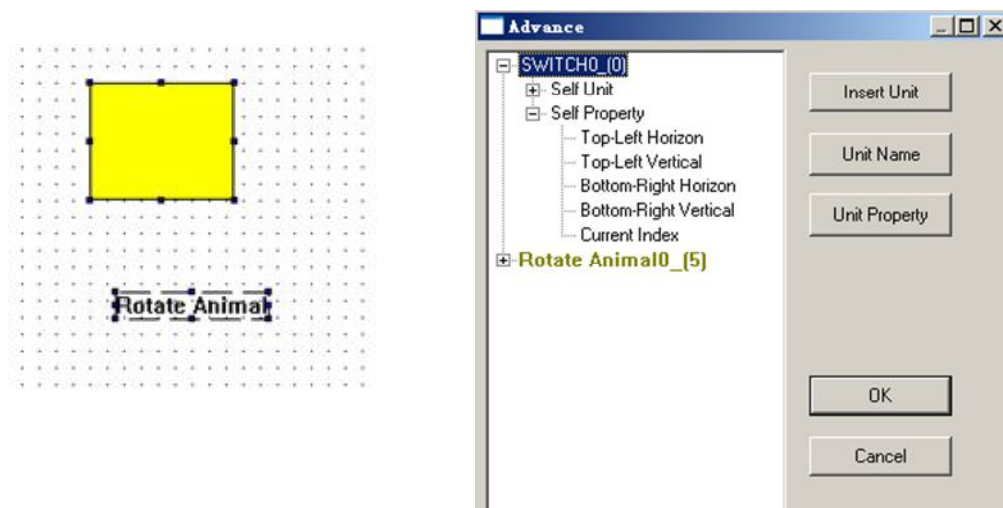 Rotate Animal
Advance
SWITCH0_(0)
Self Unit
Self Property
Top-Left Horizon
Top-Left Vertical
Bottom-Right Horizon
Bottom-Right Vertical
Current Index
Rotate Animal0_(5)
Insert Unit
Unit Name
Unit Property
OK
Cancel